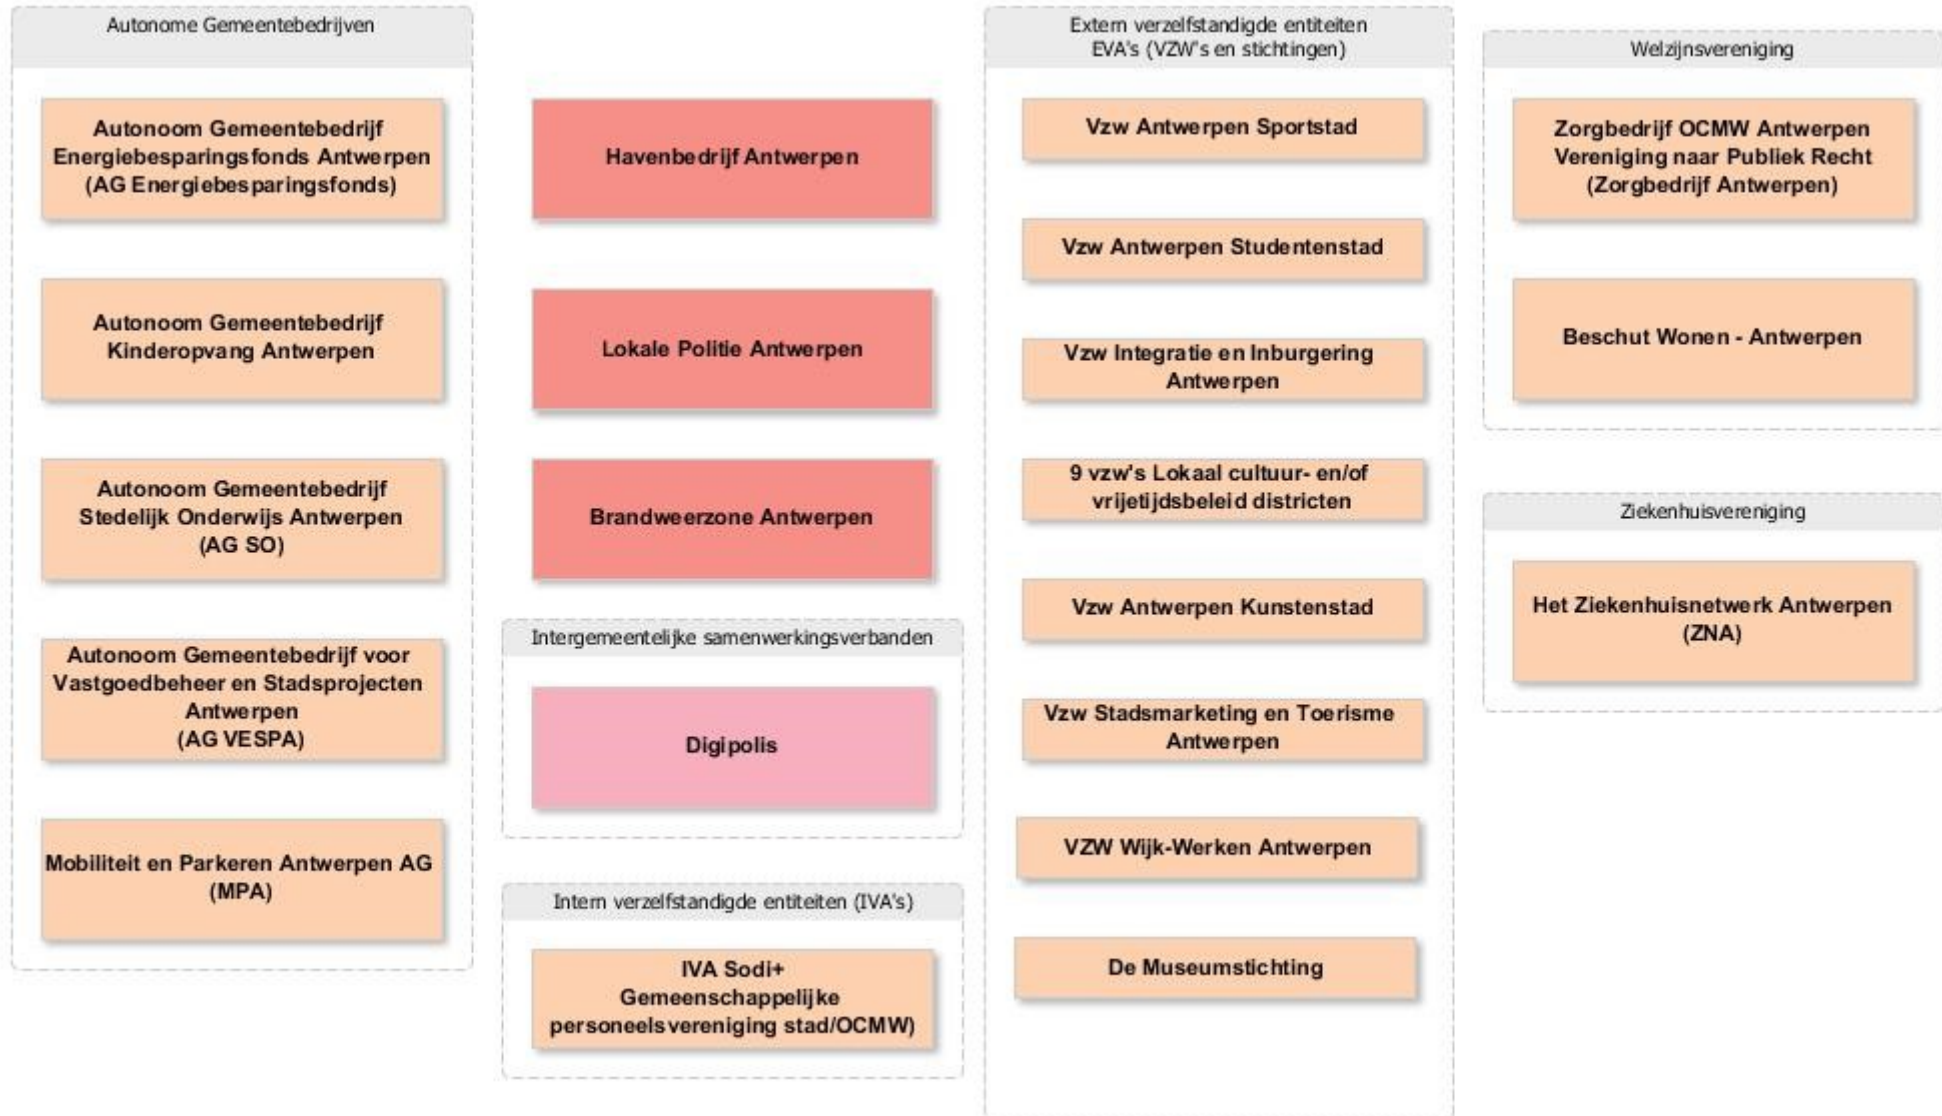 Autonome Gemeentebedrijven
Autonoom Gemeentebedrijf
Energiebesparingsfonds Antwerpen
(AG Energiebesparingsfonds)
Autonoom Gemeentebedrijf
Kinderopvang Antwerpen
Autonoom Gemeentebedrijf
Stedelijk Onderwijs Antwerpen
(AG SO)
Autonoom Gemeentebedrijf voor
Vastgoedbeheer en Stadsprojecten
Antwerpen
(AG VESPA)
Mobiliteit en Parkeren Antwerpen AG
(MPA)
Havenbedrijf Antwerpen
Lokale Politie Antwerpen
Brandweerzone Antwerpen
Intergemeentelijke samenwerkingsverbanden
Digipolis
Intern verzelfstandigde entiteiten (IVA's)
IVA Sodi+
Gemeenschappelijke
personeelsvereniging stad/OCMW)
Extern verzelfstandigde entiteiten
EVA's (VZW's en stichtingen)
Vzw Antwerpen Sportstad
Vzw Antwerpen Studentenstad
Vzw Integratie en Inburgering
Antwerpen
9 vzw's Lokaal cultuur- en/of
vrijetijdsbeleid districten
Vzw Antwerpen Kunstenstad
Vzw Stadsmarketing en Toerisme
Antwerpen
VZW Wijk-Werken Antwerpen
De Museumstichting
Welzijnsvereniging
Zorgbedrijf OCMW Antwerpen
Vereniging naar Publiek Recht
(Zorgbedrijf Antwerpen)
Beschut Wonen - Antwerpen
Ziekenhuisvereniging
Het Ziekenhuisnetwerk Antwerpen
(ZNA)